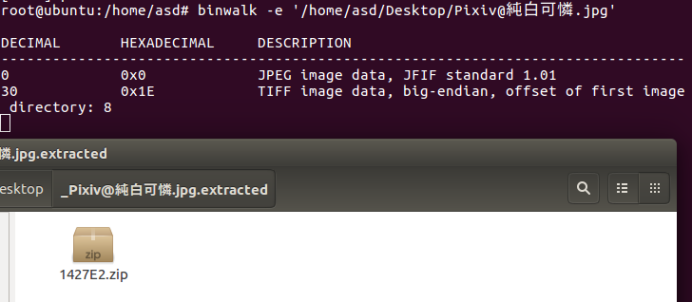 root@ubuntu:/home/asd# binwalk -e '/home/asd/Desktop/Pixiv@純白可憐.jpg'
DECIMAL HEXADECIMAL DESCRIPTION
--------------------------------------------------------------------------------
0 0x0 JPEG image data, JFIF standard 1.01
30 0x1E TIFF image data, big-endian, offset of first image
directory: 8
憐.jpg.extracted
esktop _Pixiv@純白可憐.jpg.extracted
zip
1427E2.zip